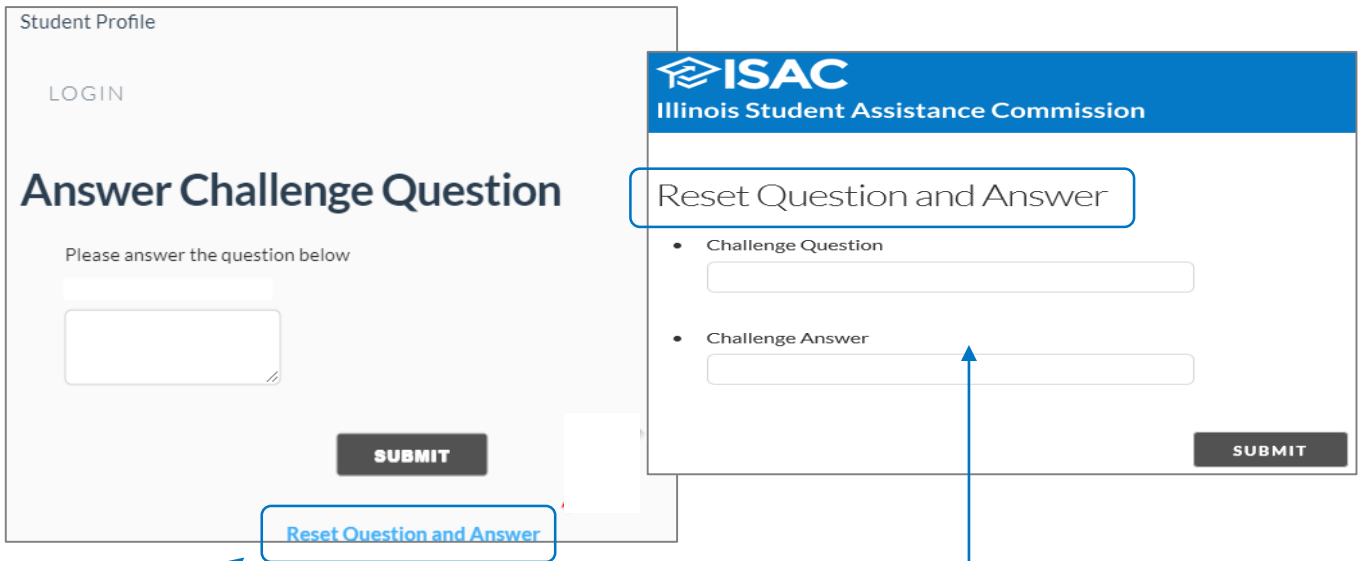 Student Profile
LOGIN
Answer Challenge Question
Please answer the question below
SUBMIT
Reset Question and Answer
ISAC
Illinois Student Assistance Commission
Reset Question and Answer
• Challenge Question
• Challenge Answer
SUBMIT